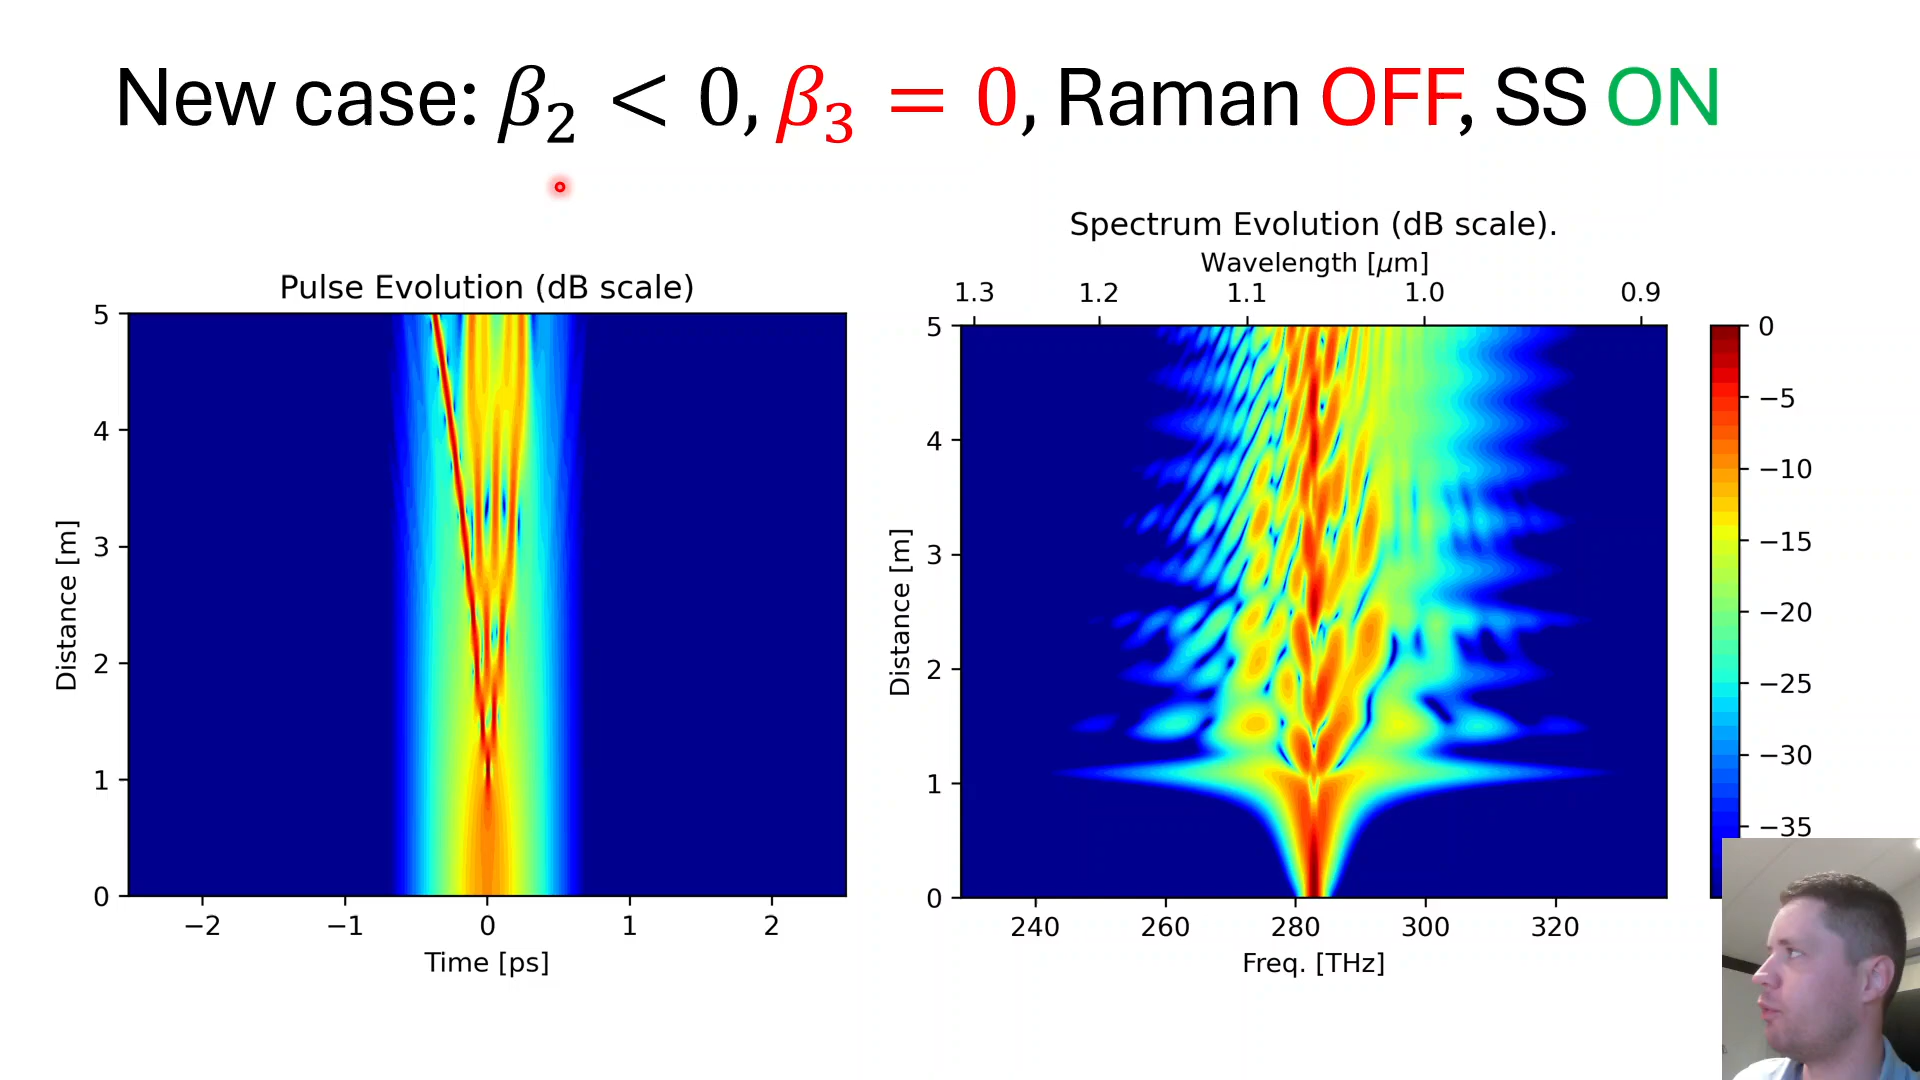 New case: β₂ < 0, β₃ = 0, Raman OFF, SS ON
Pulse Evolution (dB scale)
5
4
3
2
1
0
Distance [m]
−2 −1 0 1 2
Time [ps]
Spectrum Evolution (dB scale).
Wavelength [μm]
1.3 1.2 1.1 1.0 0.9
5
4
3
2
1
0
Distance [m]
240 260 280 300 320
Freq. [THz]
0
−5
−10
−15
−20
−25
−30
−35